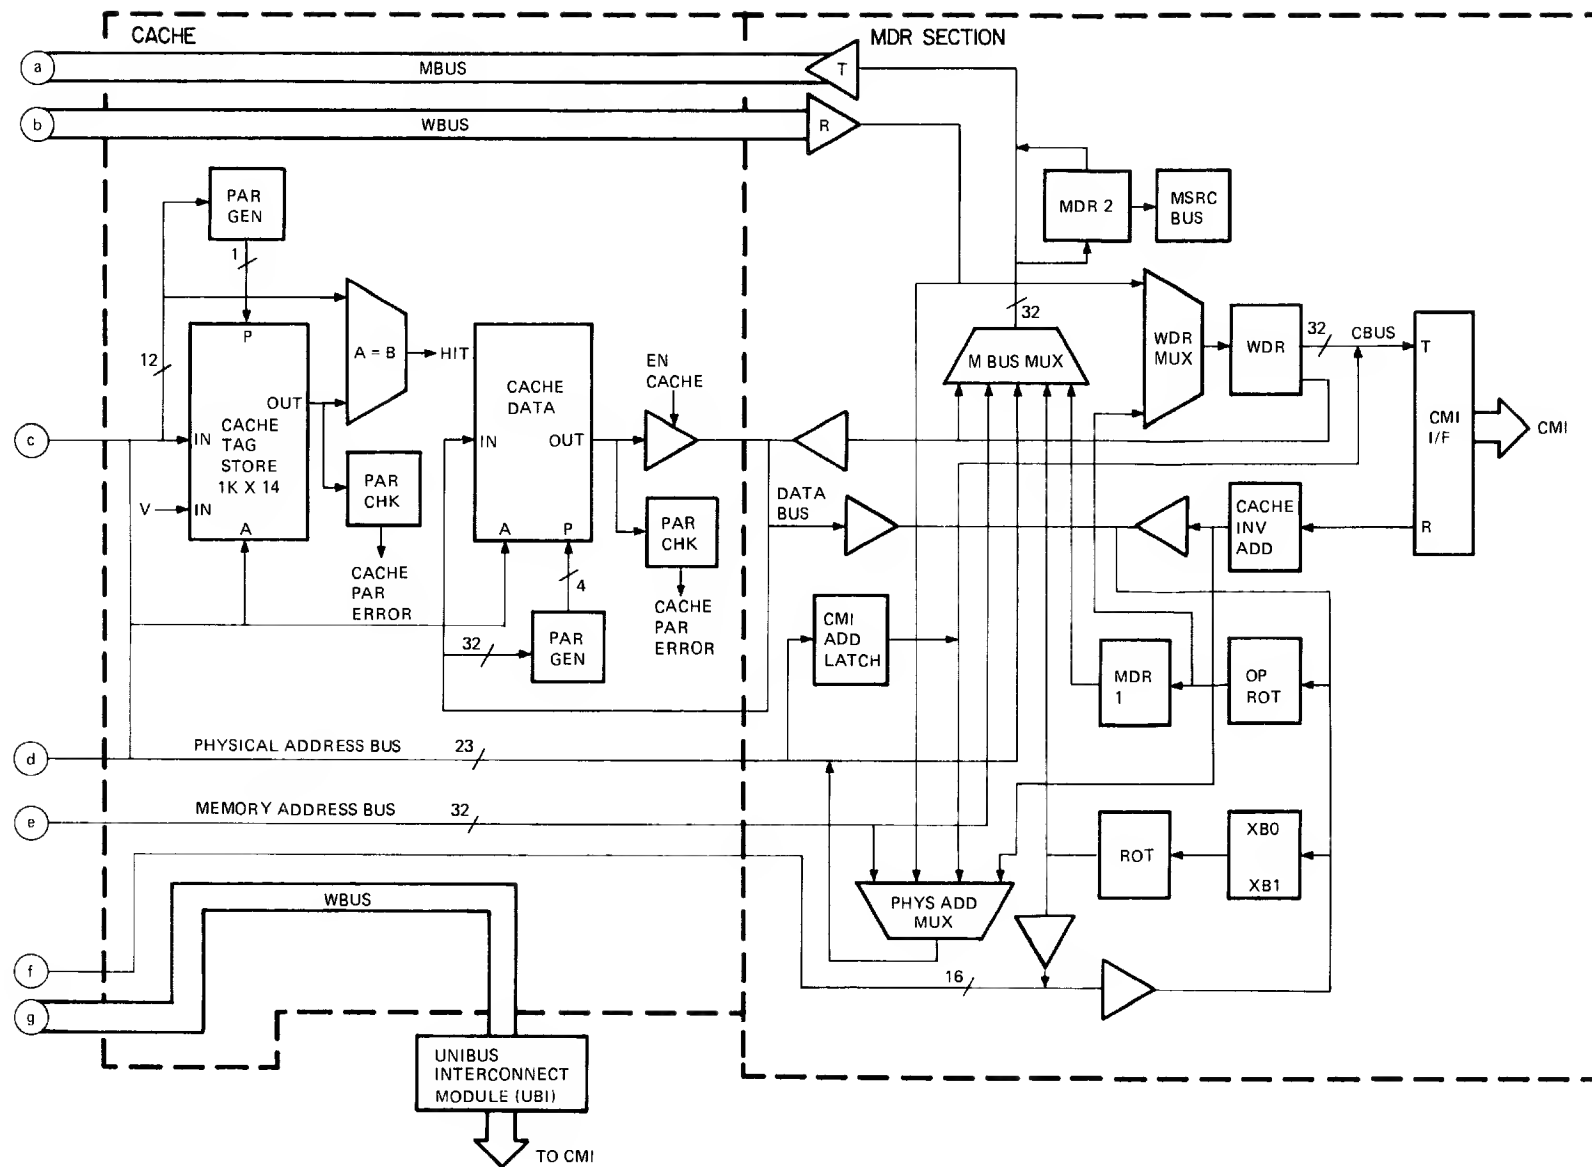 CACHE
MDR SECTION
a
MBUS
T
b
WBUS
R
PAR
GEN
1
MDR 2
MSRC
BUS
P
12
A = B
HIT
OUT
c
IN
CACHE
TAG
STORE
1K X 14
V
IN
A
PAR
CHK
CACHE
PAR
ERROR
CACHE
DATA
IN
OUT
A
P
4
32
PAR
GEN
EN
CACHE
PAR
CHK
CACHE
PAR
ERROR
DATA
BUS
32
M BUS MUX
WDR
MUX
WDR
32
CBUS
T
CMI
I/F
R
CMI
CACHE
INV
ADD
CMI
ADD
LATCH
MDR
1
OP
ROT
d
PHYSICAL ADDRESS BUS
23
e
MEMORY ADDRESS BUS
32
ROT
XB0
XB1
PHYS ADD
MUX
WBUS
f
16
g
UNIBUS
INTERCONNECT
MODULE (UBI)
TO CMI